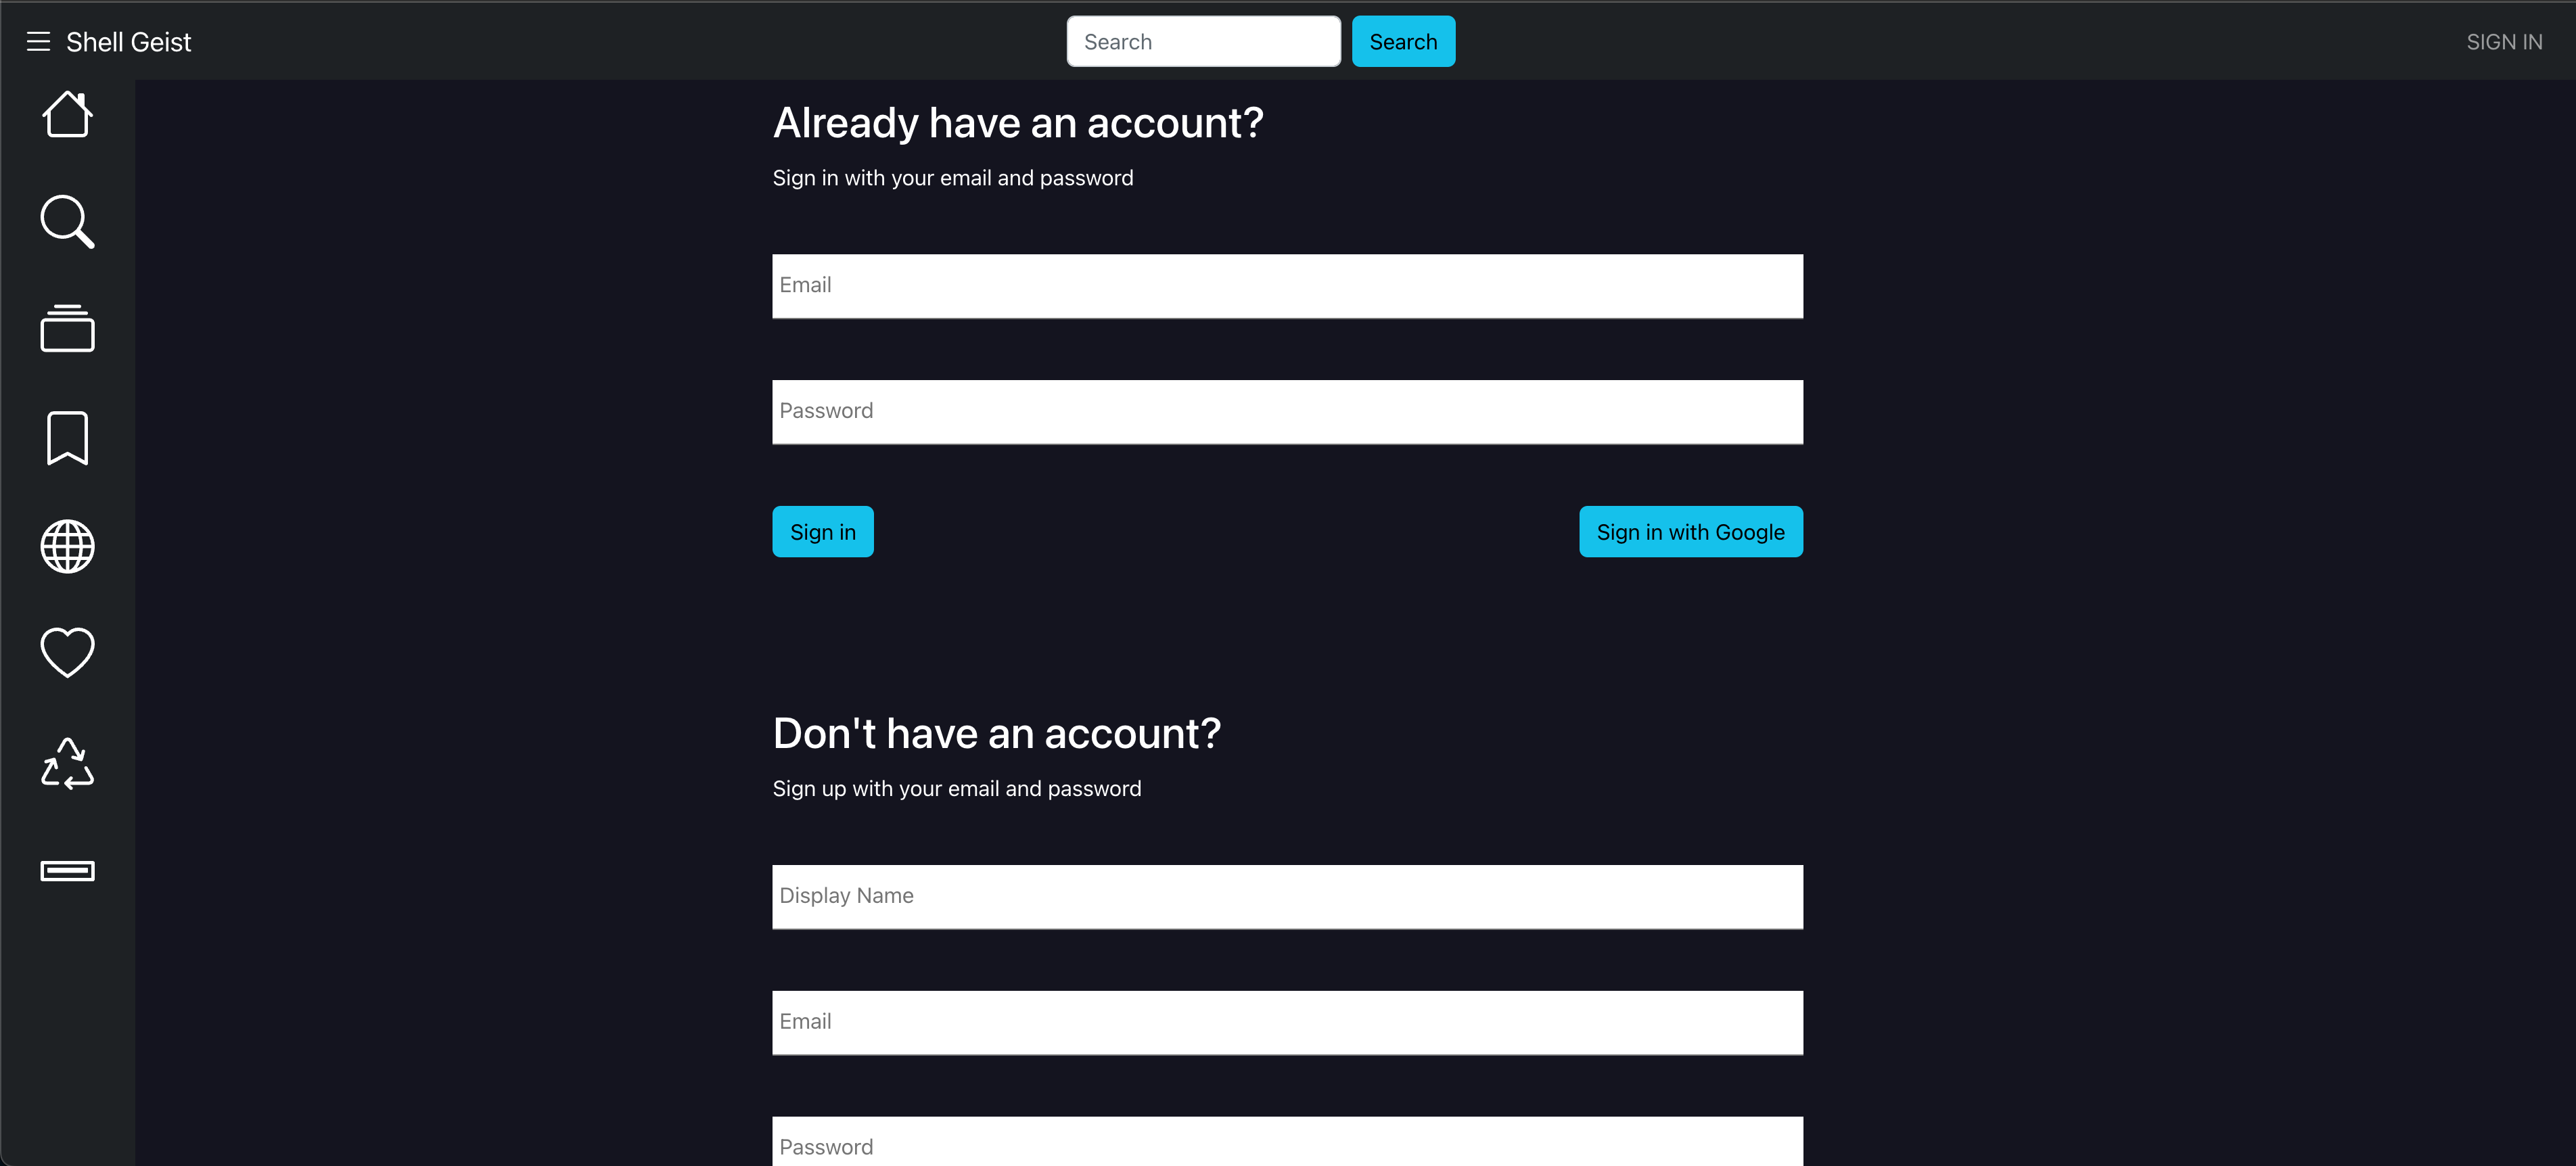 Shell Geist
Search
Search
SIGN IN
Already have an account?
Sign in with your email and password
Email
Password
Sign in
Sign in with Google
Don't have an account?
Sign up with your email and password
Display Name
Email
Password